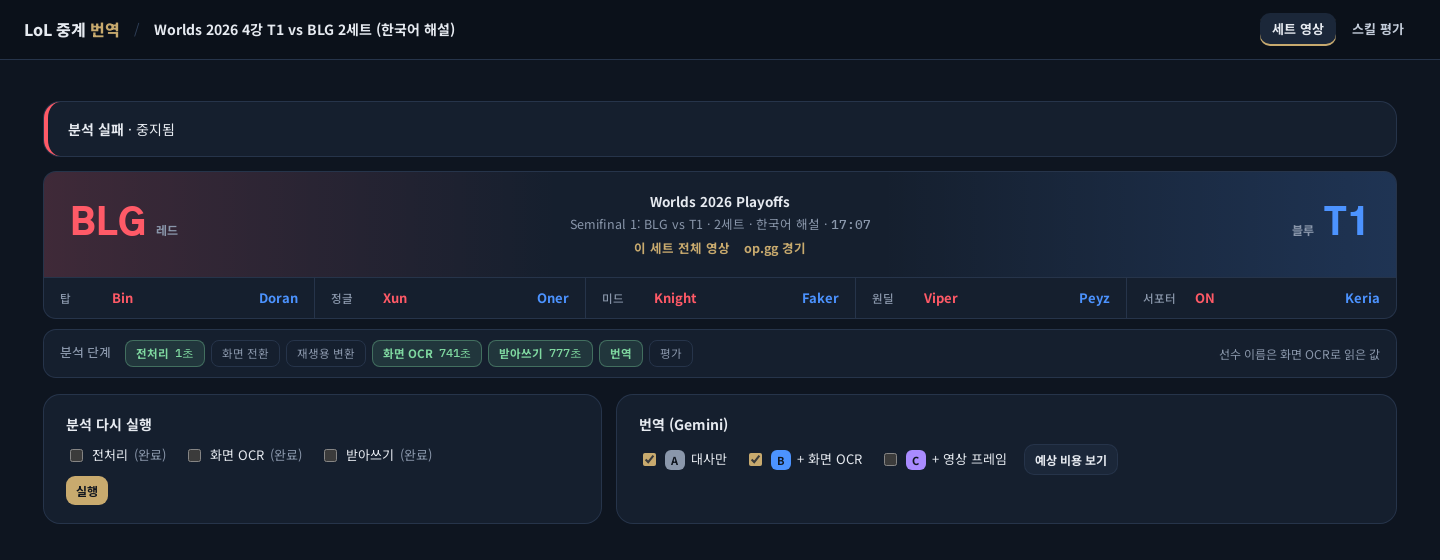 LoL 중계 번역 / Worlds 2026 4강 T1 vs BLG 2세트 (한국어 해설) 세트 영상 스킬 평가
분석 실패 · 중지됨
Worlds 2026 Playoffs
BLG 레드 Semifinal 1: BLG vs T1 · 2세트 · 한국어 해설 · 17:07 블루 T1
이 세트 전체 영상 op.gg 경기
탑 Bin Doran 정글 Xun Oner 미드 Knight Faker 원딜 Viper Peyz 서포터 ON Keria
분석 단계 전처리 1초 화면 전환 재생용 변환 화면 OCR 741초 받아쓰기 777초 번역 평가 선수 이름은 화면 OCR로 읽은 값
분석 다시 실행
전처리 (완료) 화면 OCR (완료) 받아쓰기 (완료)
실행
번역 (Gemini)
A 대사만 B + 화면 OCR C + 영상 프레임 예상 비용 보기